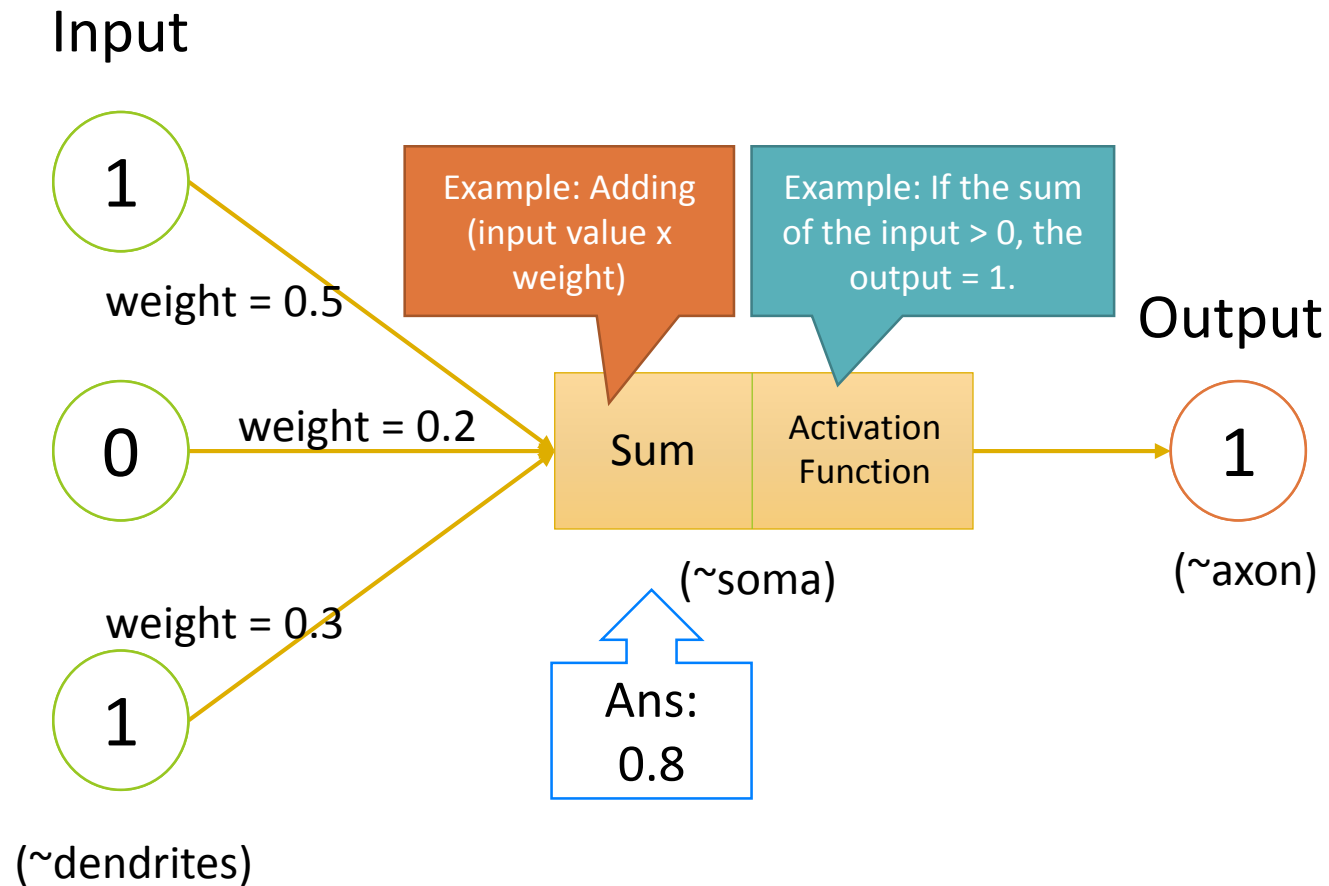 Input
1
weight = 0.5
0
weight = 0.2
weight = 0.3
1
(~dendrites)
Example: Adding
(input value x
weight)
Example: If the sum
of the input > 0, the
output = 1.
Sum
Activation
Function
(~soma)
Ans:
0.8
Output
1
(~axon)